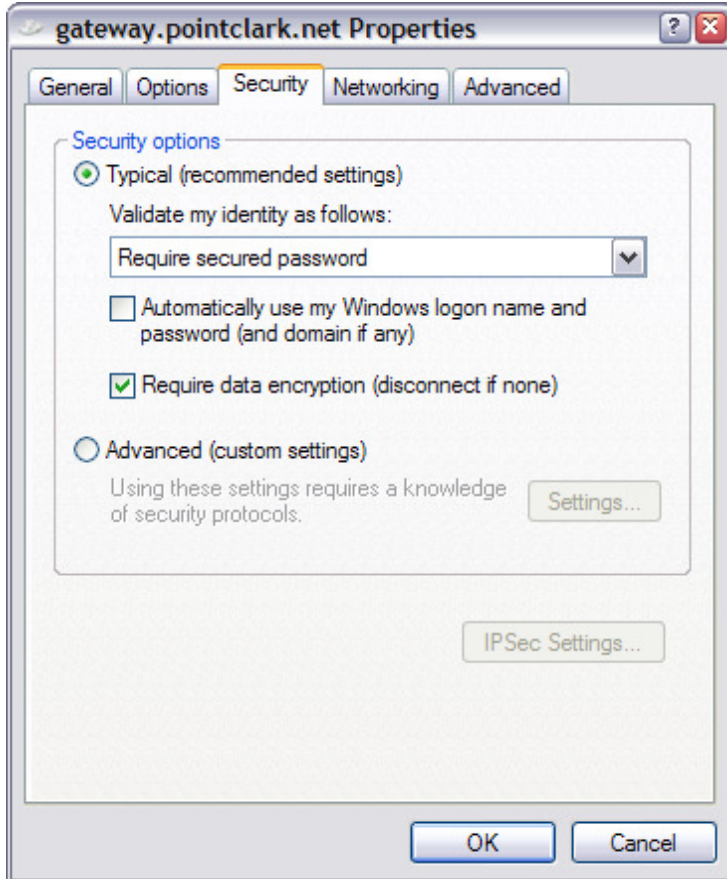 gateway.pointclark.net Properties
?
General Options Security Networking Advanced
Security options
Typical (recommended settings)
Validate my identity as follows:
Require secured password
Automatically use my Windows logon name and
password (and domain if any)
Require data encryption (disconnect if none)
Advanced (custom settings)
Using these settings requires a knowledge
of security protocols.
Settings...
IPSec Settings...
OK Cancel